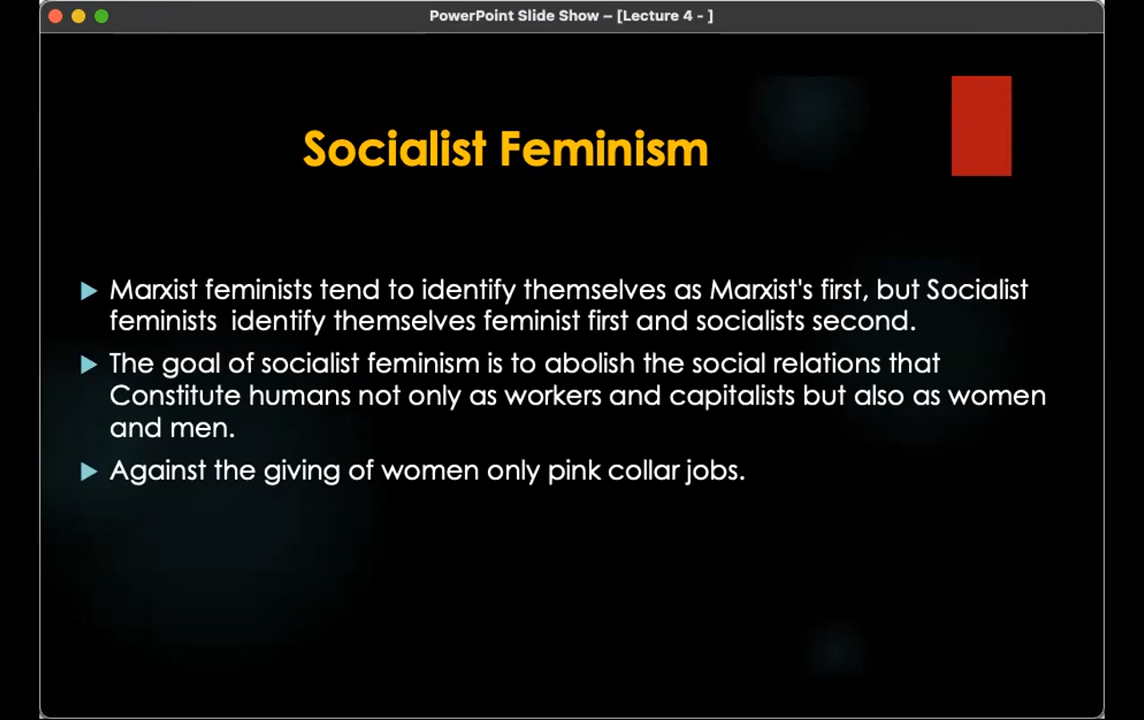 PowerPoint Slide Show – [Lecture 4 - ]
Socialist Feminism
Marxist feminists tend to identify themselves as Marxist's first, but Socialist
feminists  identify themselves feminist first and socialists second.
The goal of socialist feminism is to abolish the social relations that
Constitute humans not only as workers and capitalists but also as women
and men.
Against the giving of women only pink collar jobs.